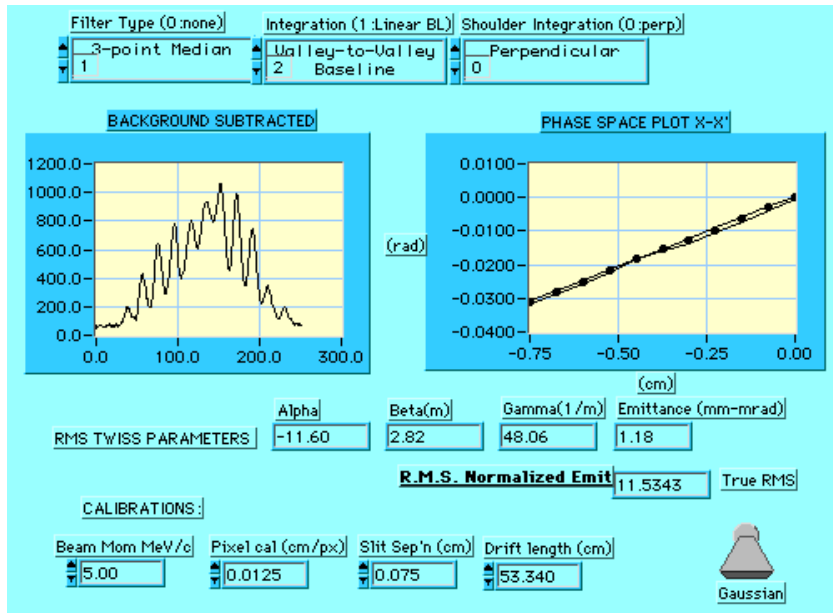 Filter Type (0:none) Integration (1:Linear BL) Shoulder Integration (0:perp)
3-point Median Valley-to-Valley Perpendicular
1 2 Baseline 0
BACKGROUND SUBTRACTED PHASE SPACE PLOT X-X'
1200.0
1000.0
800.0
600.0
400.0
200.0
0.0
0.0 100.0 200.0 300.0
(rad)
0.0100
0.0000
-0.0100
-0.0200
-0.0300
-0.0400
-0.75 -0.50 -0.25 0.00
(cm)
Alpha Beta(m) Gamma(1/m) Emittance (mm-mrad)
RMS TWISS PARAMETERS -11.60 2.82 48.06 1.18
R.M.S. Normalized Emit 11.5343 True RMS
CALIBRATIONS:
Beam Mom MeV/c Pixel cal (cm/px) Slit Sep'n (cm) Drift length (cm)
5.00 0.0125 0.075 53.340
Gaussian